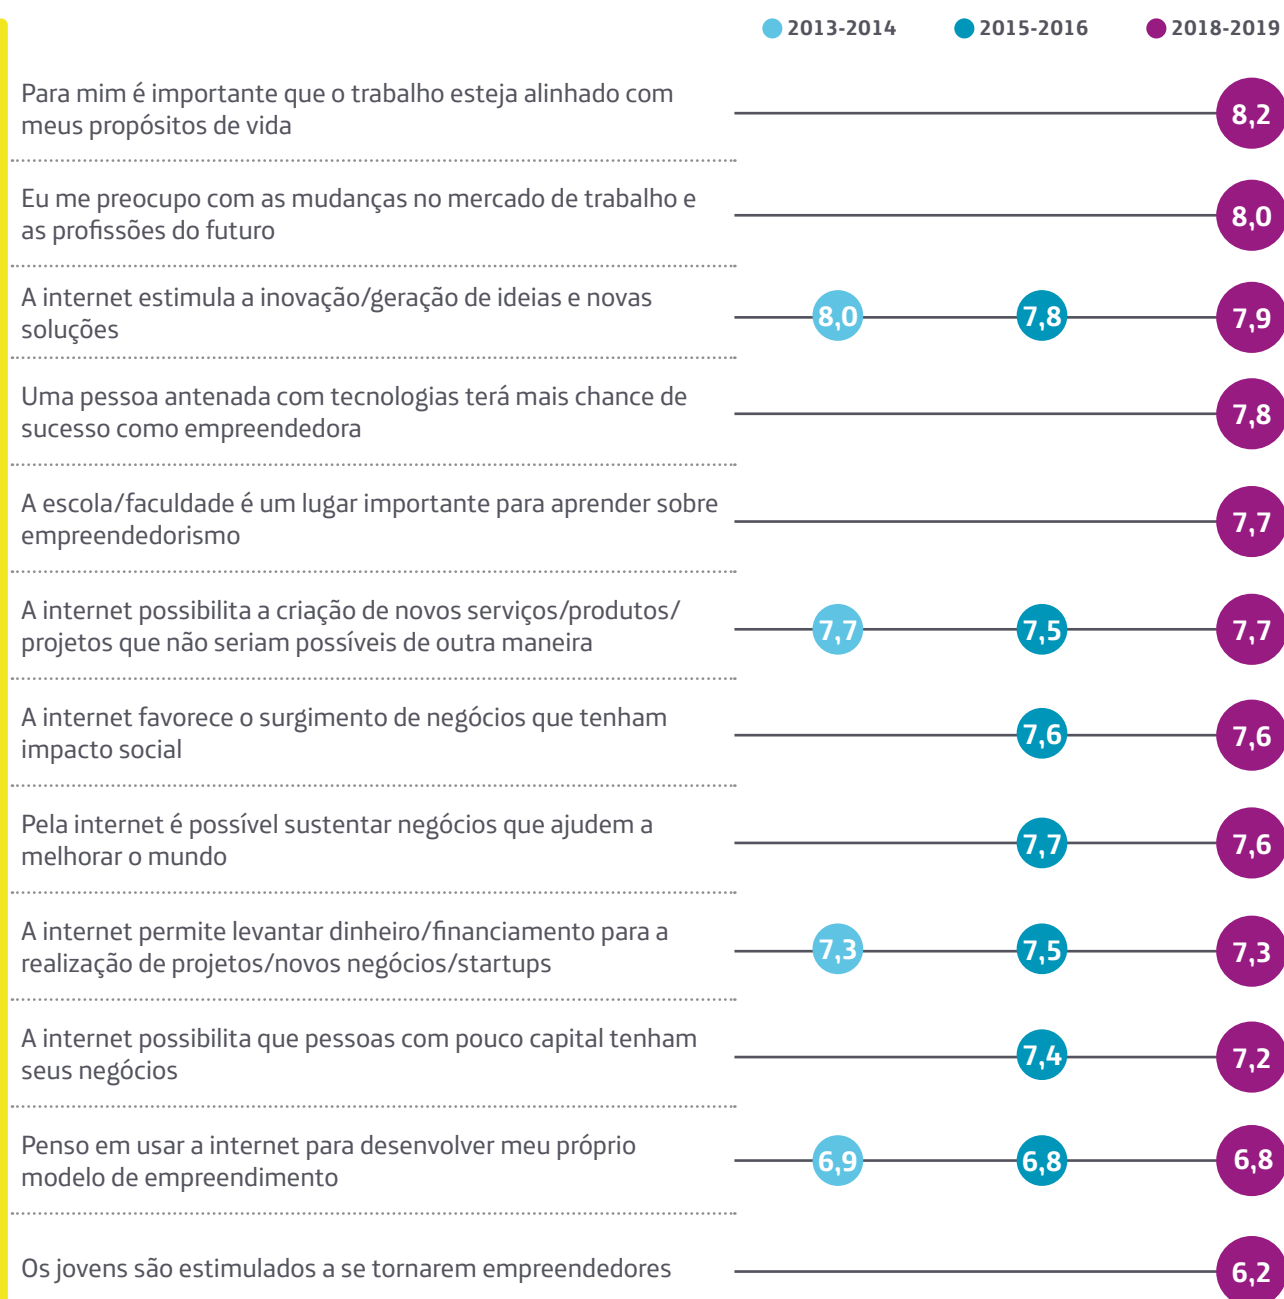 2013-2014 2015-2016 2018-2019
Para mim é importante que o trabalho esteja alinhado com
meus propósitos de vida
8,2
Eu me preocupo com as mudanças no mercado de trabalho e
as profissões do futuro
8,0
A internet estimula a inovação/geração de ideias e novas
soluções
8,0 7,8 7,9
Uma pessoa antenada com tecnologias terá mais chance de
sucesso como empreendedora
7,8
A escola/faculdade é um lugar importante para aprender sobre
empreendedorismo
7,7
A internet possibilita a criação de novos serviços/produtos/
projetos que não seriam possíveis de outra maneira
7,7 7,5 7,7
A internet favorece o surgimento de negócios que tenham
impacto social
7,6 7,6
Pela internet é possível sustentar negócios que ajudem a
melhorar o mundo
7,7 7,6
A internet permite levantar dinheiro/financiamento para a
realização de projetos/novos negócios/startups
7,3 7,5 7,3
A internet possibilita que pessoas com pouco capital tenham
seus negócios
7,4 7,2
Penso em usar a internet para desenvolver meu próprio
modelo de empreendimento
6,9 6,8 6,8
Os jovens são estimulados a se tornarem empreendedores
6,2